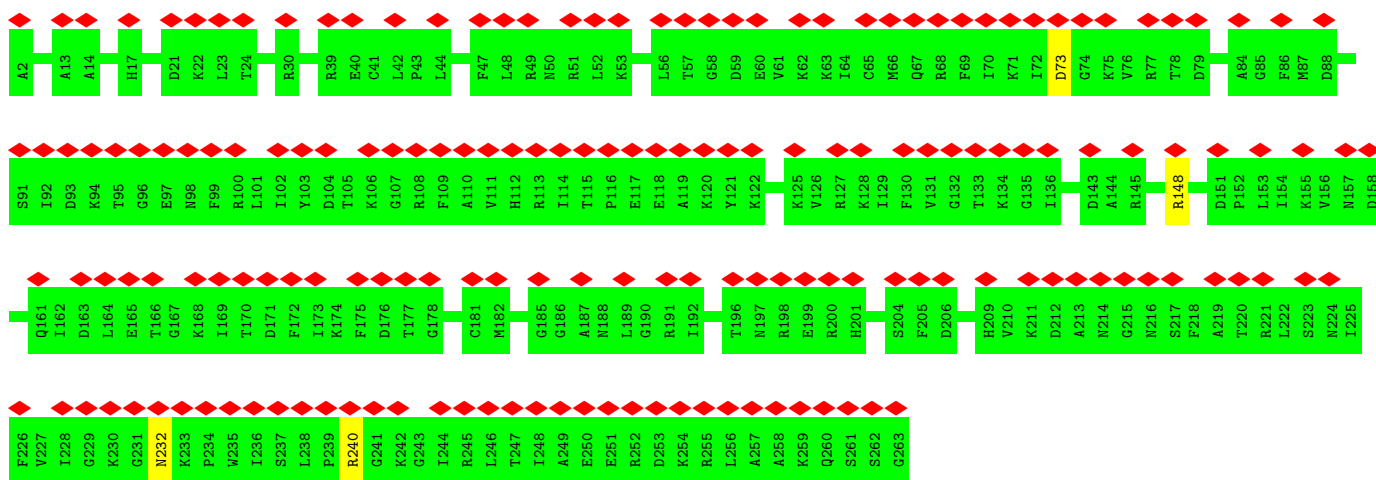 A2 A13 A14 H17 D21 K22 L23 T24 R30 R39 E40 C41 L42 P43 L44 F47 L48 R49 N50 R51 L52 K53 L56 T57 G58 D59 E60 V61 K62 K63 I64 C65 M66 Q67 R68 F69 I70 K71 I72 D73 G74 K75 V76 R77 T78 D79 A84 G85 F86 M87 D88
S91 I92 D93 K94 T95 G96 E97 N98 F99 R100 L101 I102 Y103 D104 T105 K106 G107 R108 F109 A110 V111 H112 R113 I114 T115 P116 E117 E118 A119 K120 Y121 K122 K125 V126 R127 K128 I129 F130 V131 G132 T133 K134 G135 I136 D143 A144 R145 R148 D151 P152 L153 I154 K155 V156 N157 D158
Q161 I162 D163 L164 E165 T166 G167 K168 I169 T170 D171 F172 I173 K174 F175 D176 T177 G178 C181 M182 G185 G186 A187 N188 L189 G190 R191 I192 T196 N197 R198 E199 R200 H201 S204 F205 D206 H209 V210 K211 D212 A213 N214 G215 N216 S217 F218 A219 T220 R221 L222 S223 N224 I225
F226 V227 I228 G229 K230 G231 N232 K233 P234 W235 I236 S237 L238 P239 R240 G241 K242 G243 I244 R245 L246 T247 I248 A249 E250 E251 R252 D253 K254 R255 L256 A257 A258 K259 Q260 S261 S262 G263